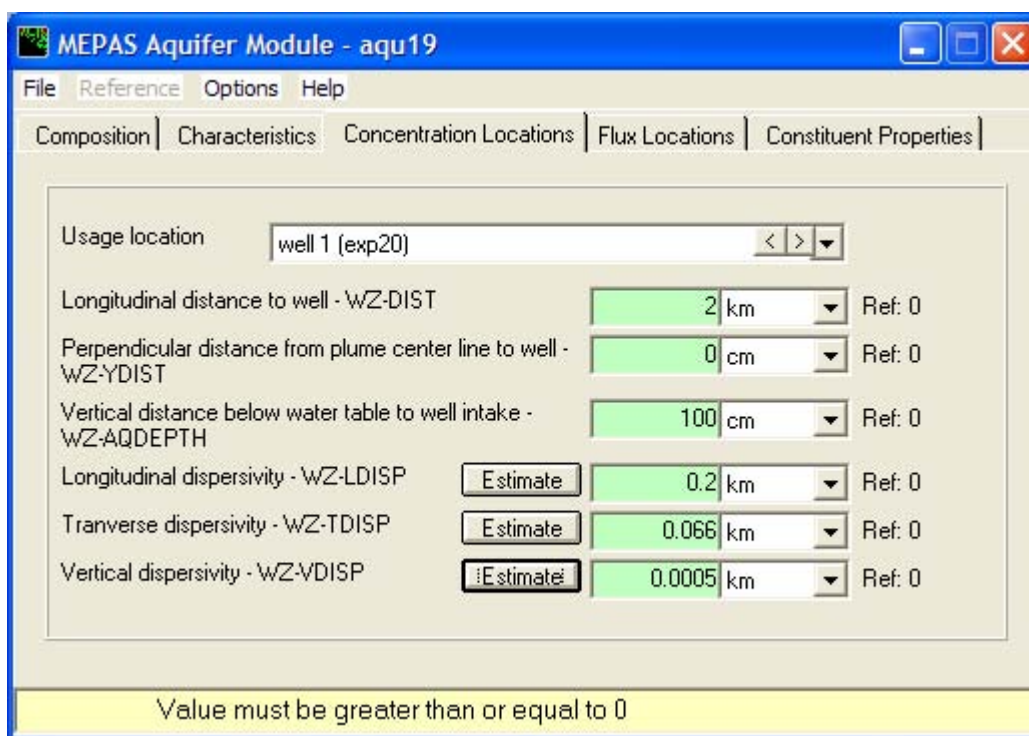 MEPAS Aquifer Module - aqu19
File Reference Options Help
Composition Characteristics Concentration Locations Flux Locations Constituent Properties
Usage location well 1 (exp20) < >
Longitudinal distance to well - WZ-DIST 2 km Ref: 0
Perpendicular distance from plume center line to well -
WZ-YDIST 0 cm Ref: 0
Vertical distance below water table to well intake -
WZ-AQDEPTH 100 cm Ref: 0
Longitudinal dispersivity - WZ-LDISP Estimate 0.2 km Ref: 0
Tranverse dispersivity - WZ-TDISP Estimate 0.066 km Ref: 0
Vertical dispersivity - WZ-VDISP Estimate 0.0005 km Ref: 0
Value must be greater than or equal to 0